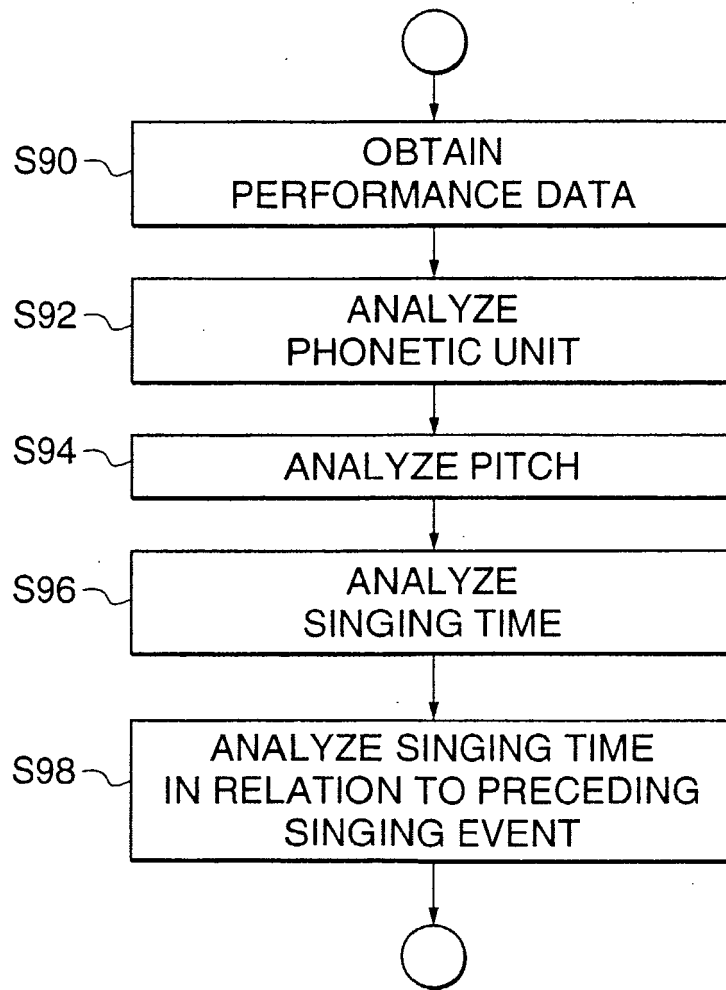 S90
OBTAIN
PERFORMANCE DATA
S92
ANALYZE
PHONETIC UNIT
S94
ANALYZE PITCH
S96
ANALYZE
SINGING TIME
S98
ANALYZE SINGING TIME
IN RELATION TO PRECEDING
SINGING EVENT